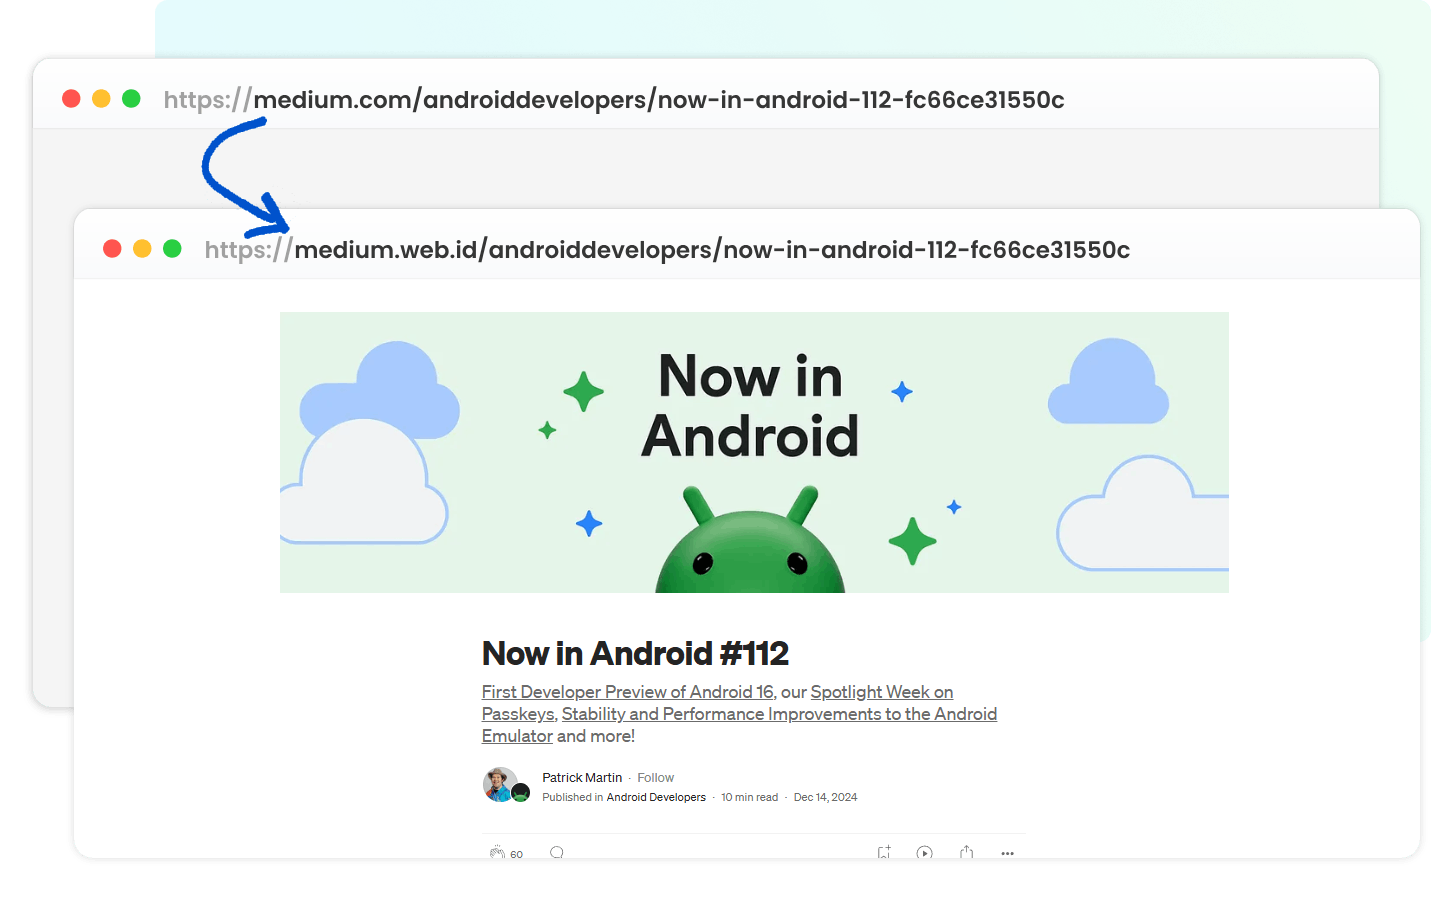 https://medium.com/androiddevelopers/now-in-android-112-fc66ce31550c
https://medium.web.id/androiddevelopers/now-in-android-112-fc66ce31550c
Now in
Android
Now in Android #112
First Developer Preview of Android 16, our Spotlight Week on
Passkeys, Stability and Performance Improvements to the Android
Emulator and more!
Patrick Martin · Follow
Published in Android Developers · 10 min read · Dec 14, 2024
60